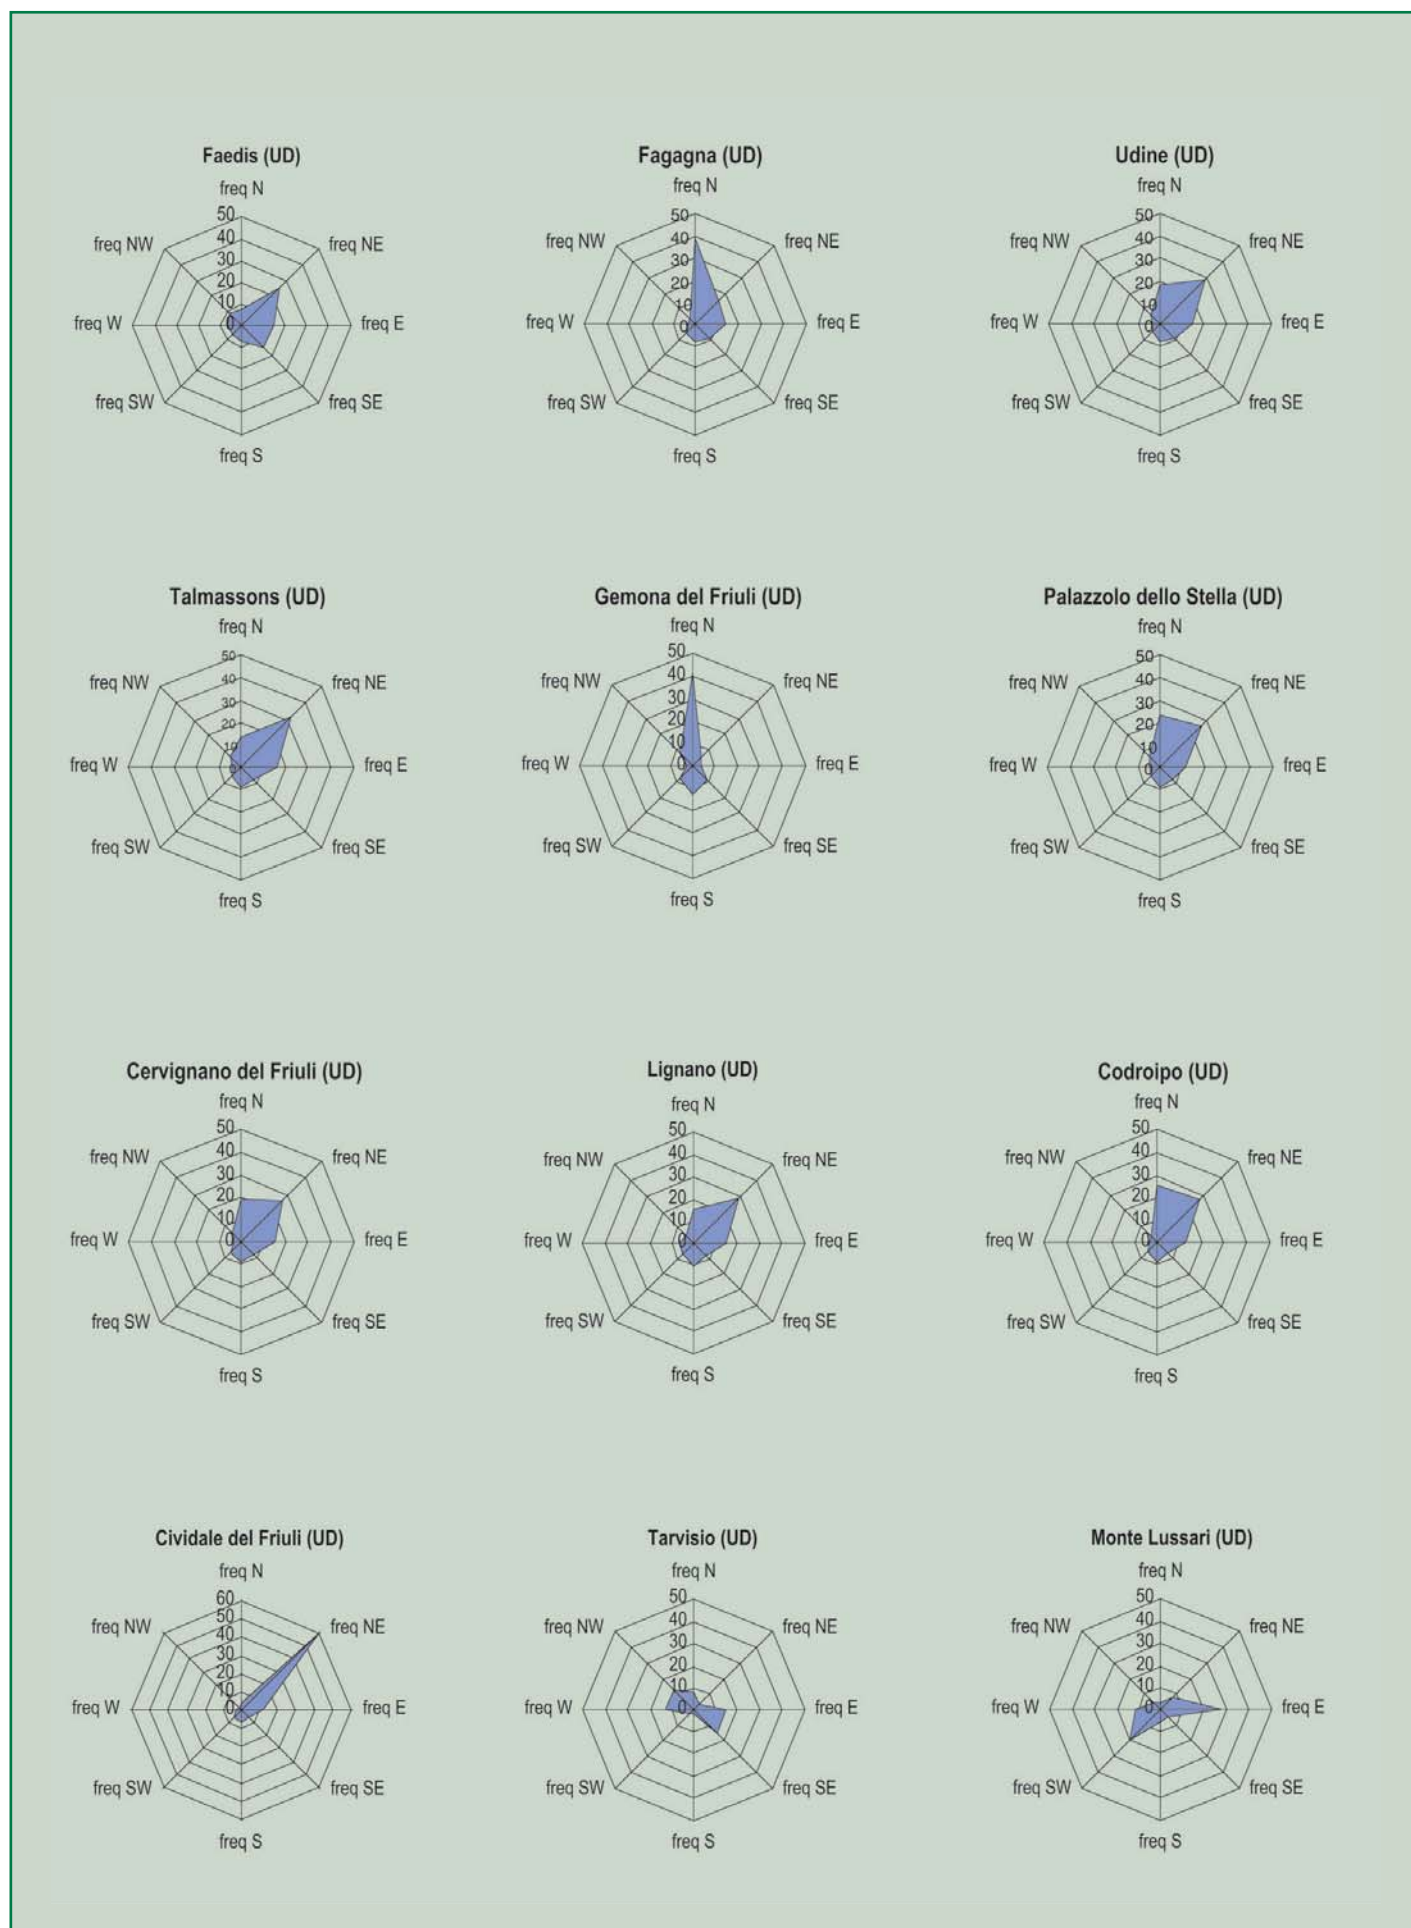 Faedis (UD)
freq N
50
40
30
20
10
0
freq NW
freq NE
freq W
freq E
freq SW
freq SE
freq S
Fagagna (UD)
freq N
50
40
30
20
10
0
freq NW
freq NE
freq W
freq E
freq SW
freq SE
freq S
Udine (UD)
freq N
50
40
30
20
10
0
freq NW
freq NE
freq W
freq E
freq SW
freq SE
freq S
Talmassons (UD)
freq N
50
40
30
20
10
0
freq NW
freq NE
freq W
freq E
freq SW
freq SE
freq S
Gemona del Friuli (UD)
freq N
50
40
30
20
10
0
freq NW
freq NE
freq W
freq E
freq SW
freq SE
freq S
Palazzolo dello Stella (UD)
freq N
50
40
30
20
10
0
freq NW
freq NE
freq W
freq E
freq SW
freq SE
freq S
Cervignano del Friuli (UD)
freq N
50
40
30
20
10
0
freq NW
freq NE
freq W
freq E
freq SW
freq SE
freq S
Lignano (UD)
freq N
50
40
30
20
10
0
freq NW
freq NE
freq W
freq E
freq SW
freq SE
freq S
Codroipo (UD)
freq N
50
40
30
20
10
0
freq NW
freq NE
freq W
freq E
freq SW
freq SE
freq S
Cividale del Friuli (UD)
freq N
60
50
40
30
20
10
0
freq NW
freq NE
freq W
freq E
freq SW
freq SE
freq S
Tarvisio (UD)
freq N
50
40
30
20
10
0
freq NW
freq NE
freq W
freq E
freq SW
freq SE
freq S
Monte Lussari (UD)
freq N
50
40
30
20
10
0
freq NW
freq NE
freq W
freq E
freq SW
freq SE
freq S